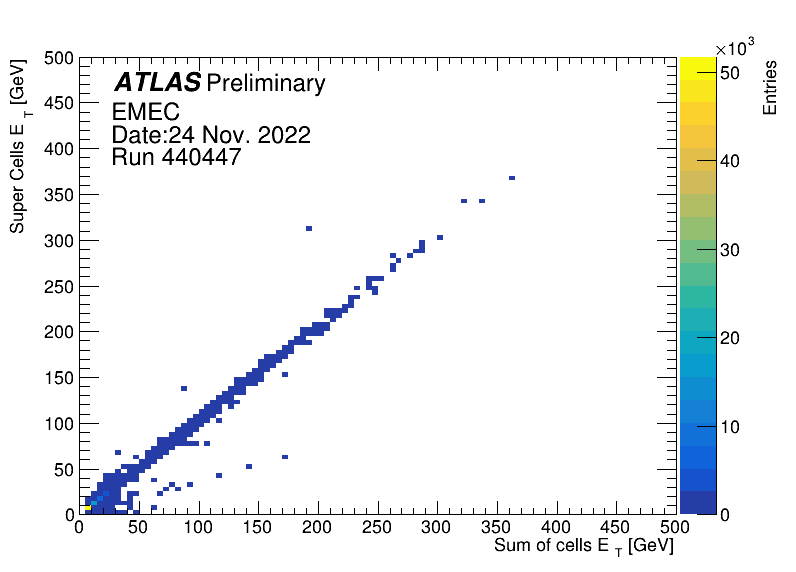 ×10³
ATLAS Preliminary
EMEC
Date:24 Nov. 2022
Run 440447
Super Cells E_T [GeV]
500
450
400
350
300
250
200
150
100
50
0
0 50 100 150 200 250 300 350 400 450 500
Sum of cells E_T [GeV]
50
40
30
20
10
0
Entries